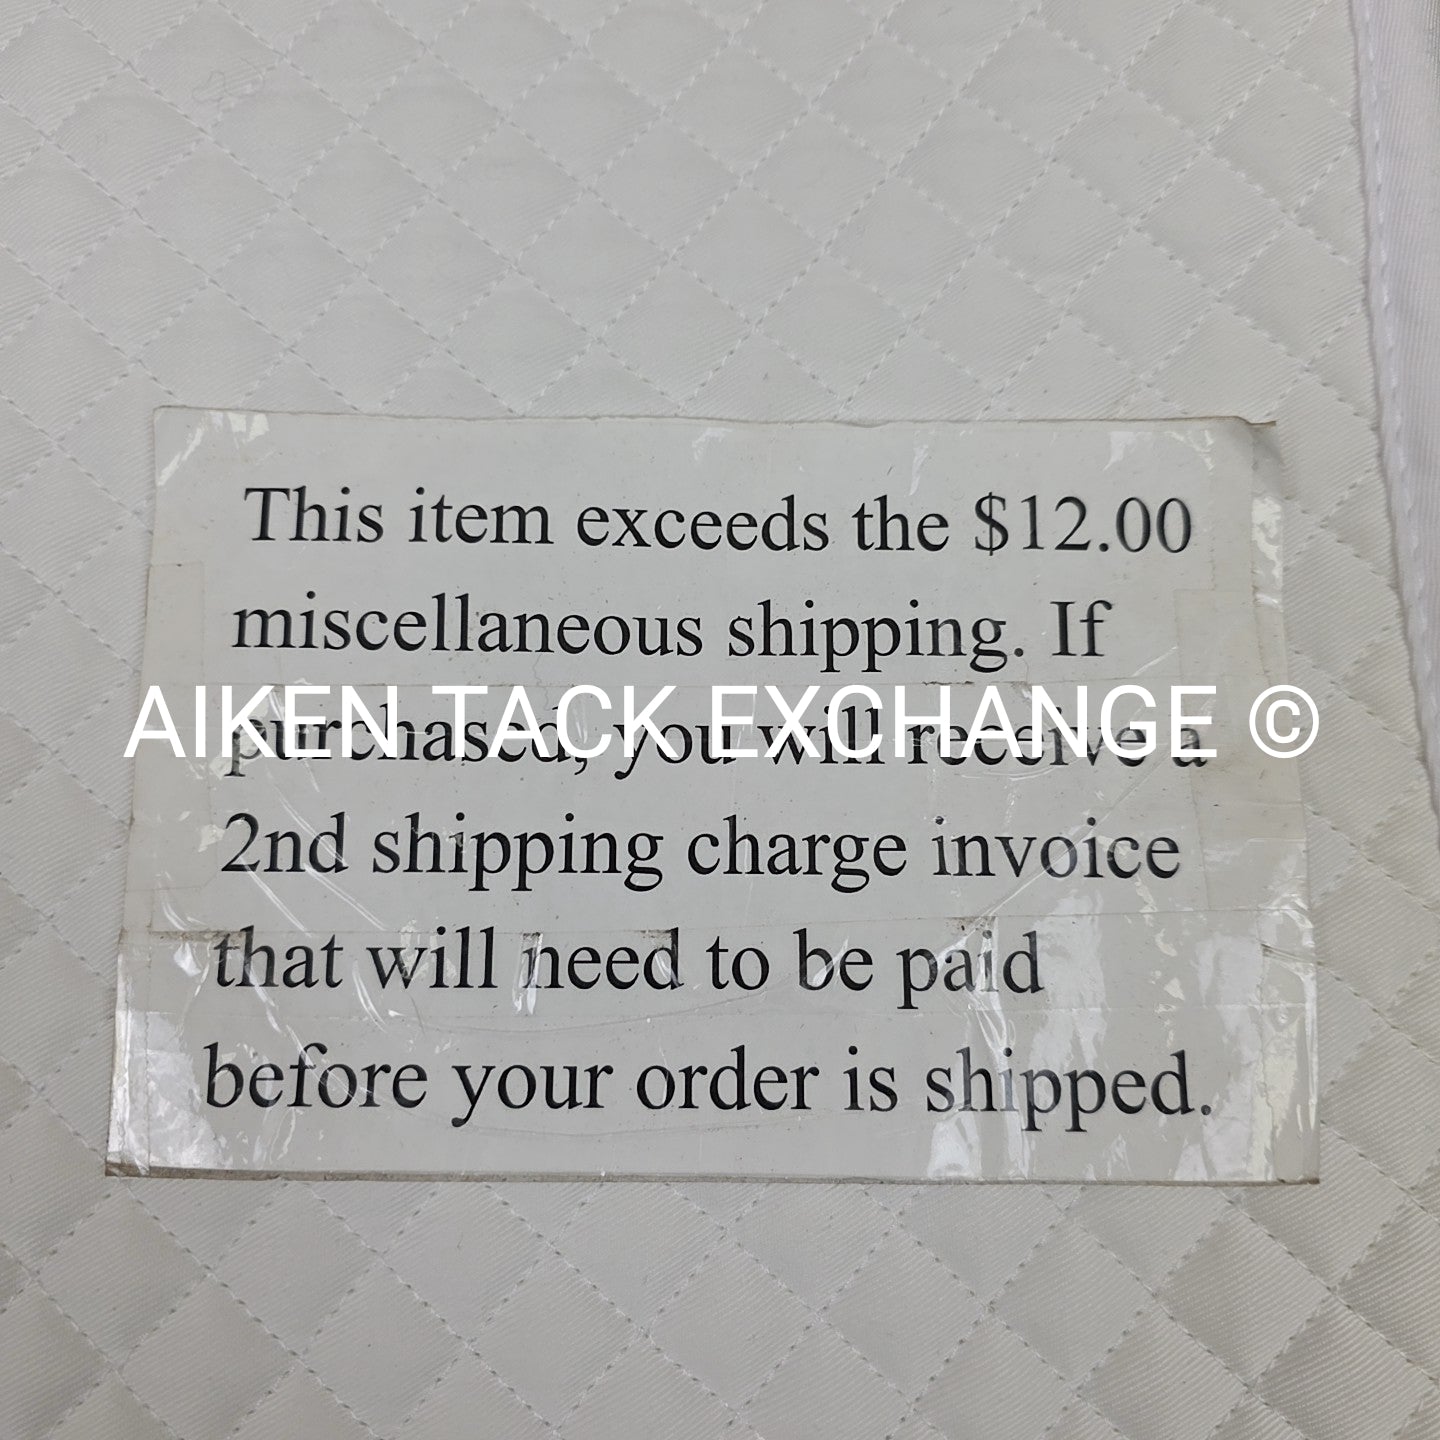 This item exceeds the $12.00
miscellaneous shipping. If
AIKEN TACK EXCHANGE ©
purchased, you will receive a
2nd shipping charge invoice
that will need to be paid
before your order is shipped.